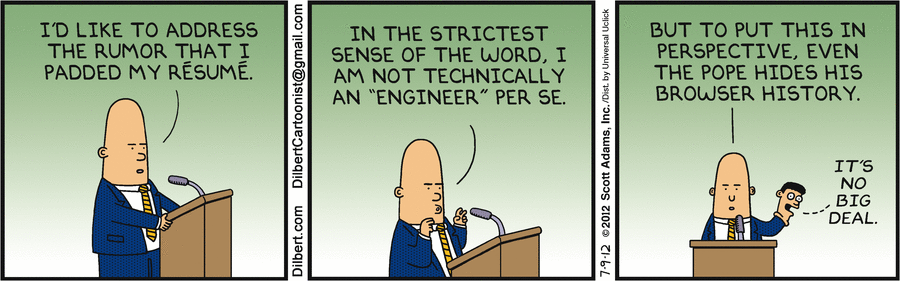 I'D LIKE TO ADDRESS
THE RUMOR THAT I
PADDED MY RÉSUMÉ.
Dilbert.com DilbertCartoonist@gmail.com
IN THE STRICTEST
SENSE OF THE WORD, I
AM NOT TECHNICALLY
AN "ENGINEER" PER SE.
7-9-12 ©2012 Scott Adams, Inc. /Dist. by Universal Uclick
BUT TO PUT THIS IN
PERSPECTIVE, EVEN
THE POPE HIDES HIS
BROWSER HISTORY.
IT'S
NO
BIG
DEAL.